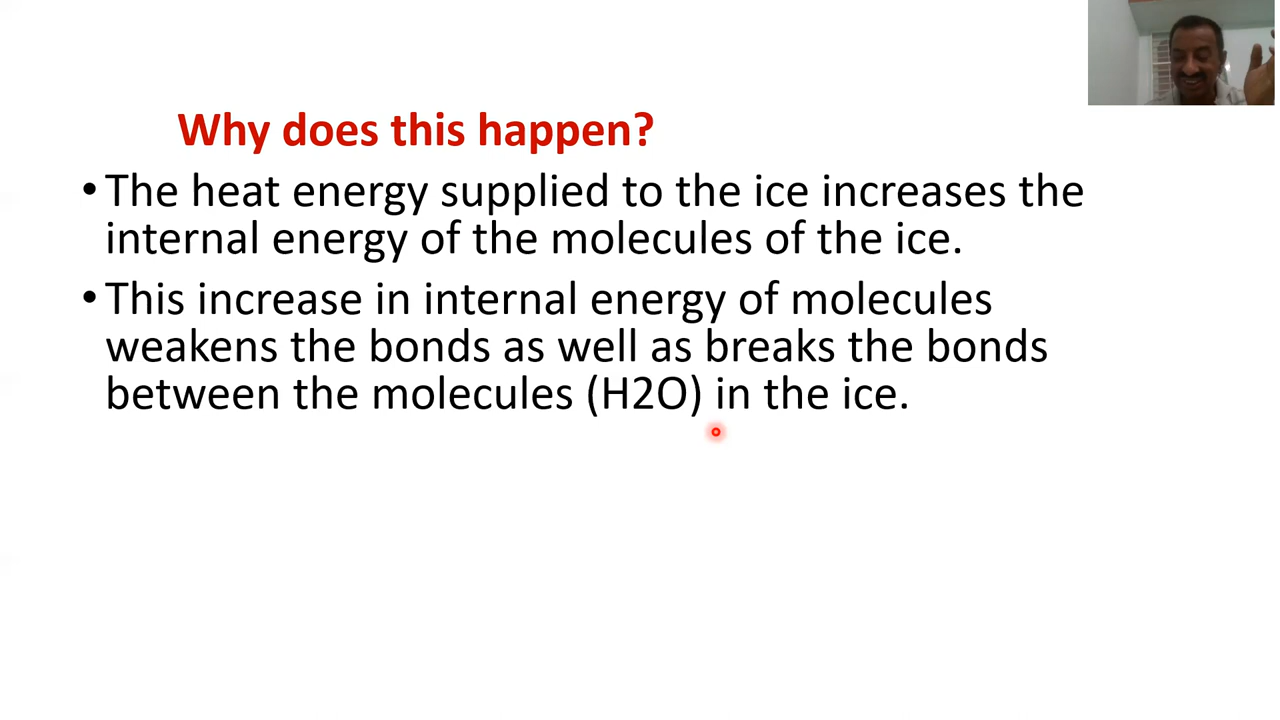 Why does this happen?
• The heat energy supplied to the ice increases the
internal energy of the molecules of the ice.
• This increase in internal energy of molecules
weakens the bonds as well as breaks the bonds
between the molecules (H2O) in the ice.